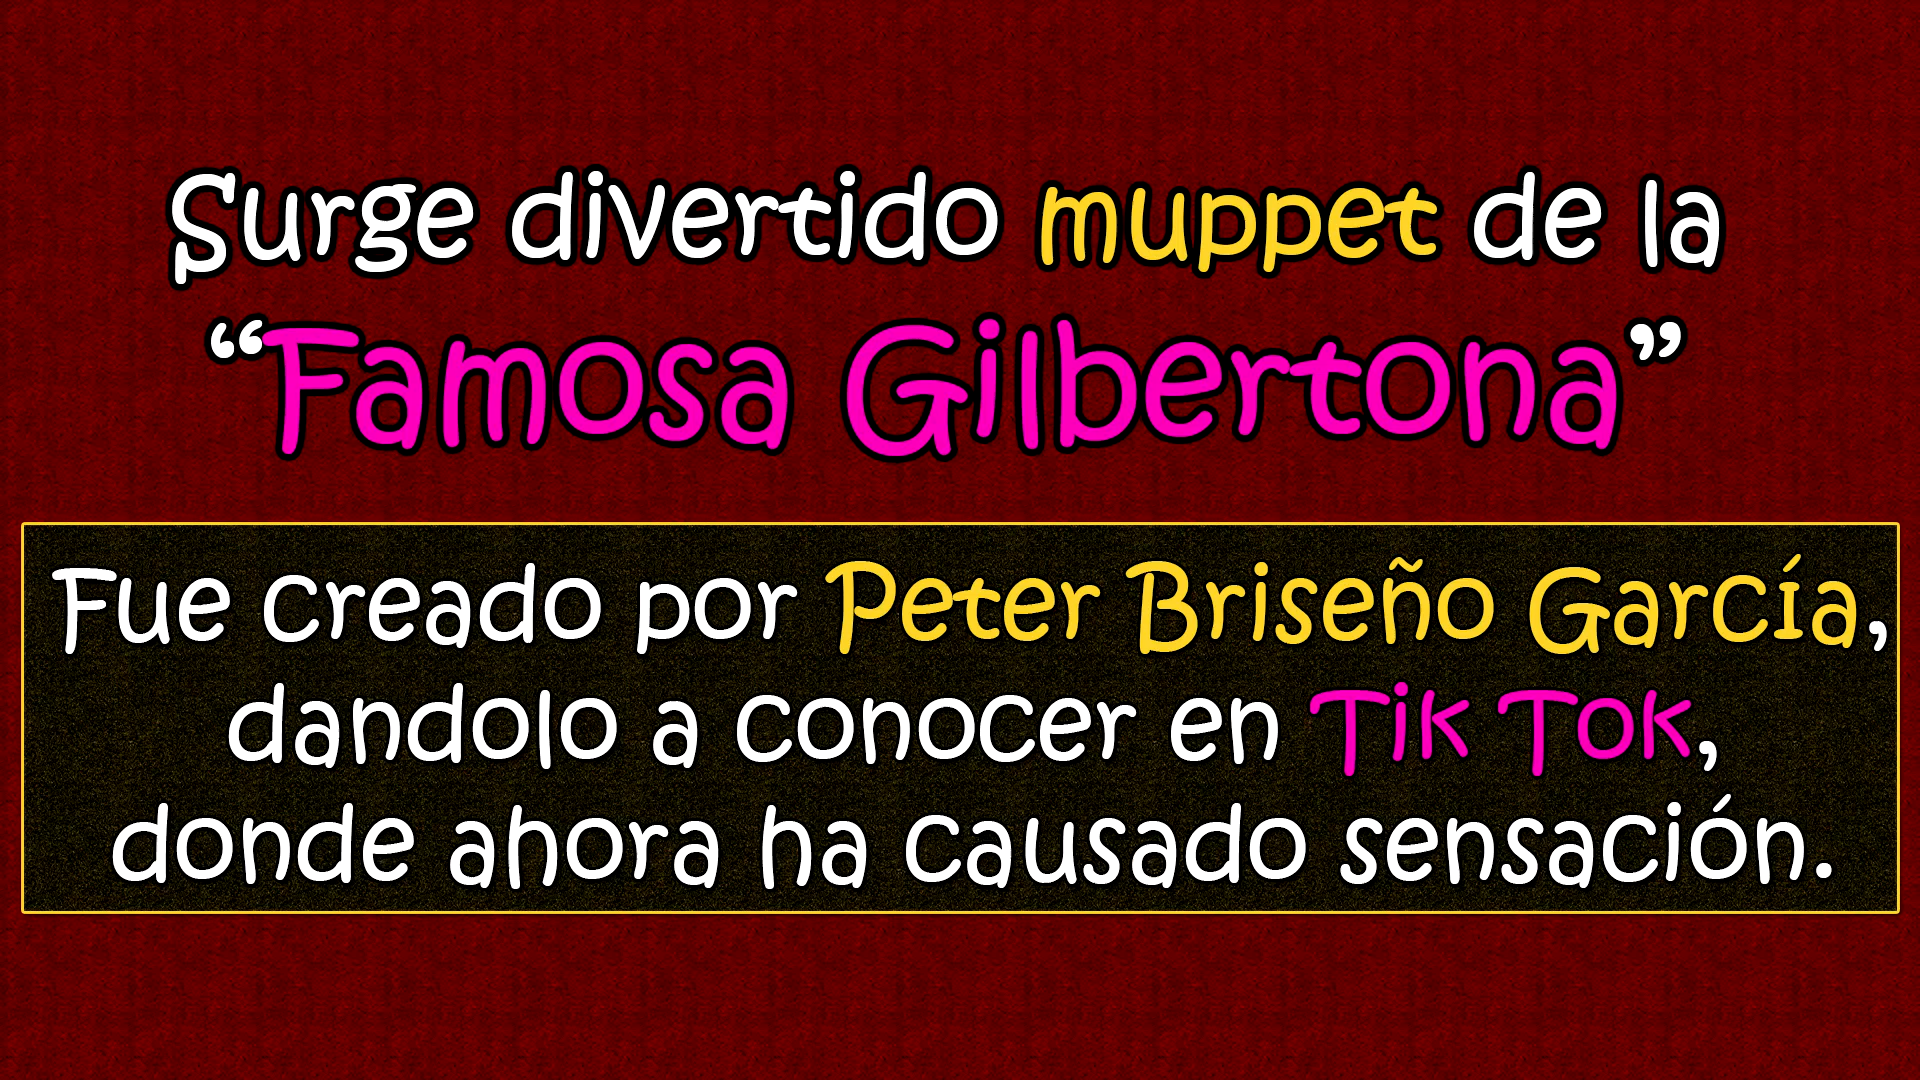 Surge divertido muppet de la
“Famosa Gilbertona”
Fue creado por Peter Briseño García,
dandolo a conocer en Tik Tok,
donde ahora ha causado sensación.